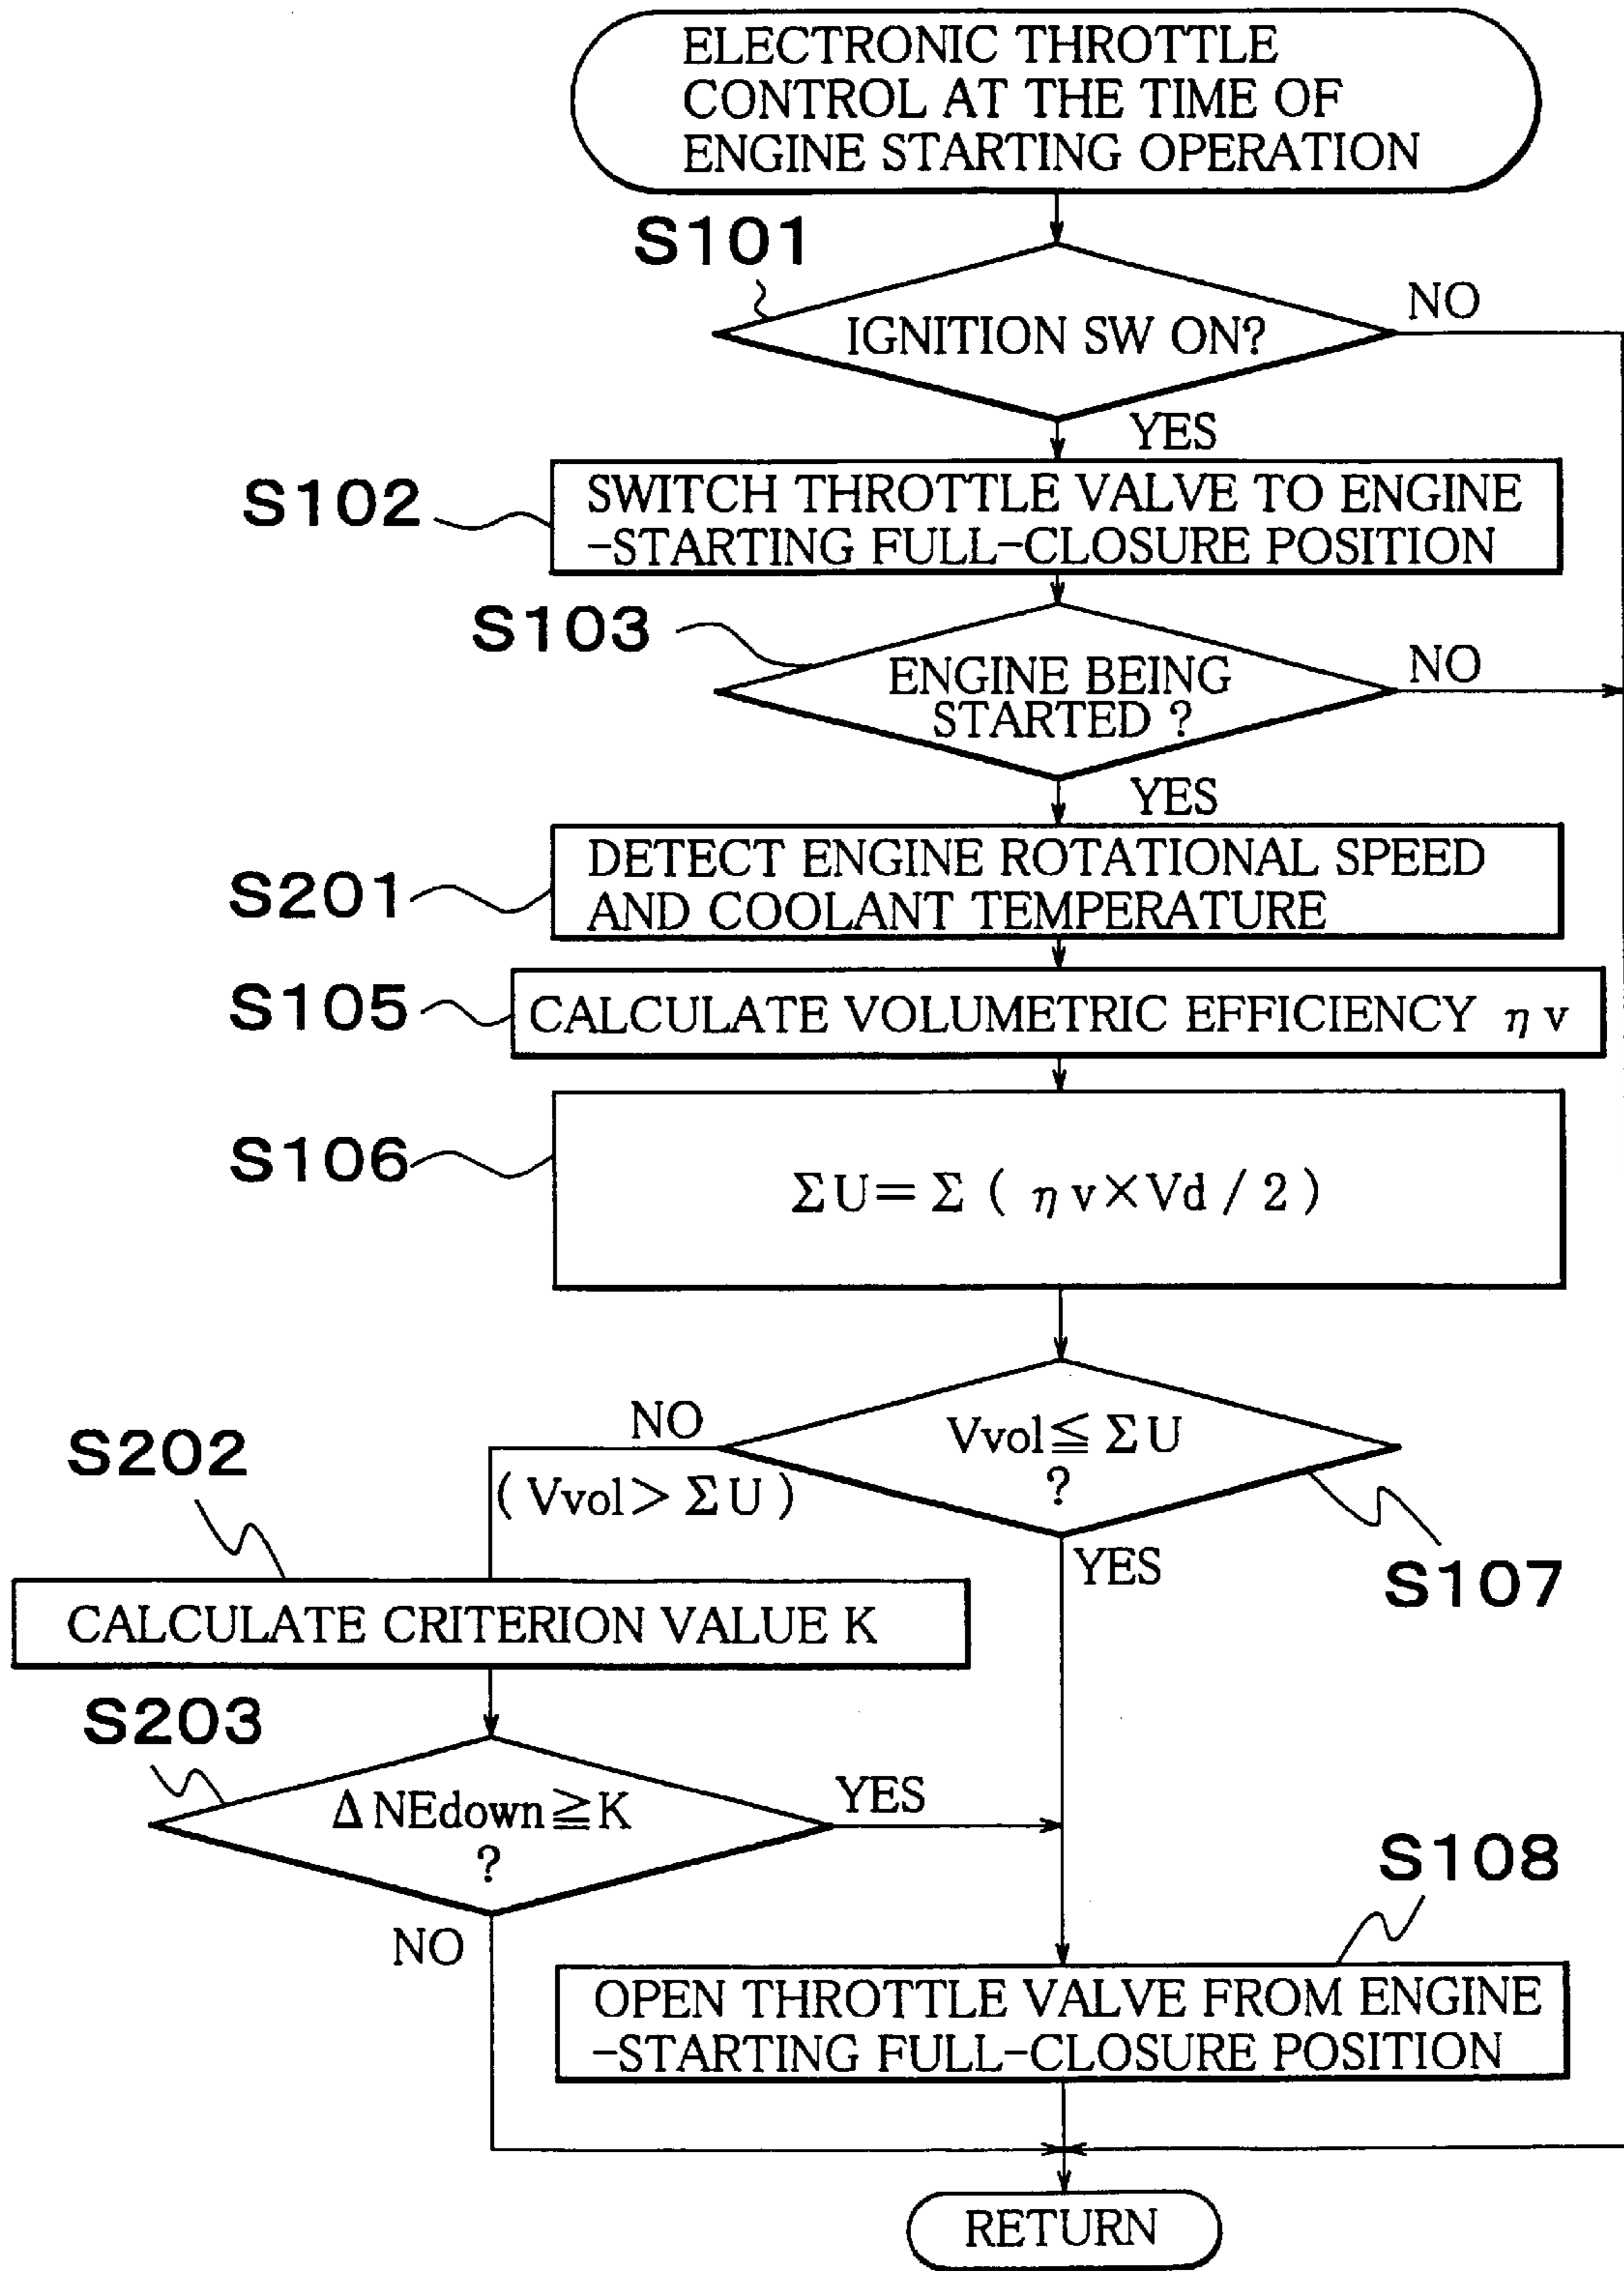 ELECTRONIC THROTTLE
CONTROL AT THE TIME OF
ENGINE STARTING OPERATION
S101
IGNITION SW ON?
NO
YES
S102
SWITCH THROTTLE VALVE TO ENGINE
-STARTING FULL-CLOSURE POSITION
S103
ENGINE BEING
STARTED ?
NO
YES
S201
DETECT ENGINE ROTATIONAL SPEED
AND COOLANT TEMPERATURE
S105
CALCULATE VOLUMETRIC EFFICIENCY η v
S106
ΣU=Σ ( η v×Vd / 2 )
NO
Vvol≦ ΣU
?
(Vvol> ΣU)
S202
YES
S107
CALCULATE CRITERION VALUE K
S203
Δ NEdown≧K
?
YES
NO
S108
OPEN THROTTLE VALVE FROM ENGINE
-STARTING FULL-CLOSURE POSITION
RETURN